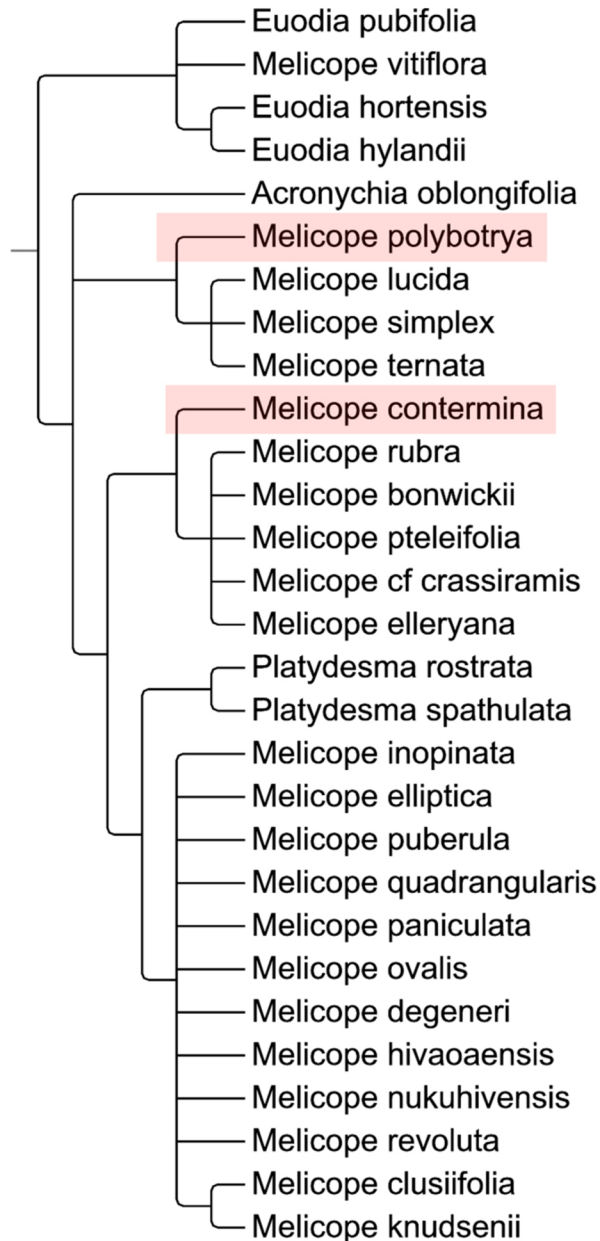 Euodia pubifolia
Melicope vitiflora
Euodia hortensis
Euodia hylandii
Acronychia oblongifolia
Melicope polybotrya
Melicope lucida
Melicope simplex
Melicope ternata
Melicope contermina
Melicope rubra
Melicope bonwickii
Melicope pteleifolia
Melicope cf crassiramis
Melicope elleryana
Platydesma rostrata
Platydesma spathulata
Melicope inopinata
Melicope elliptica
Melicope puberula
Melicope quadrangularis
Melicope paniculata
Melicope ovalis
Melicope degeneri
Melicope hivaoaensis
Melicope nukuhivensis
Melicope revoluta
Melicope clusiifolia
Melicope knudsenii